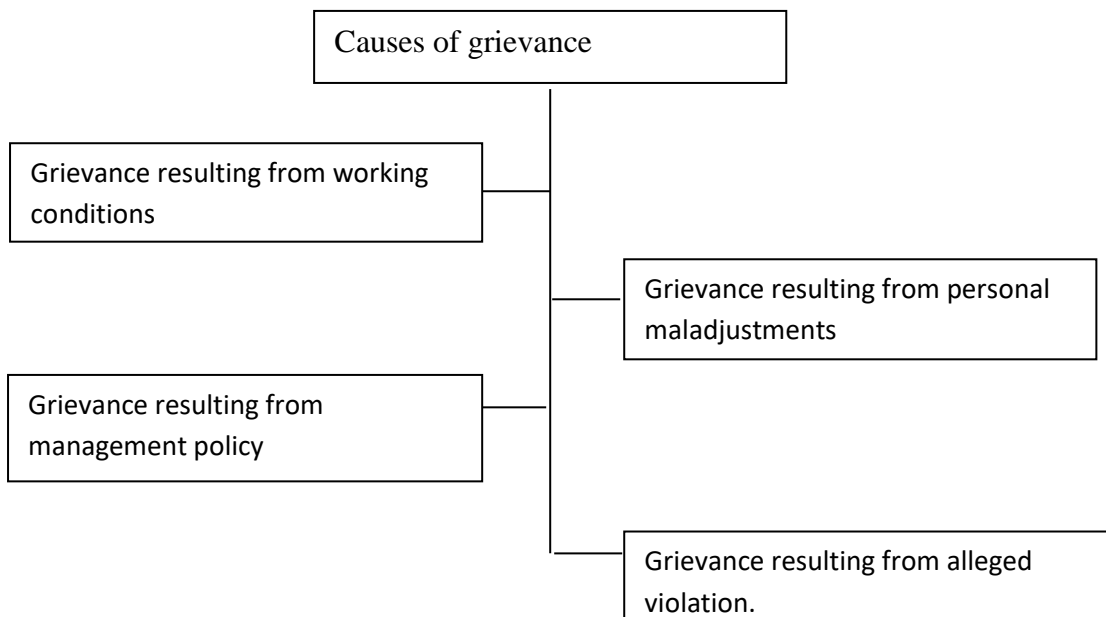 Causes of grievance
Grievance resulting from working
conditions
Grievance resulting from personal
maladjustments
Grievance resulting from
management policy
Grievance resulting from alleged
violation.